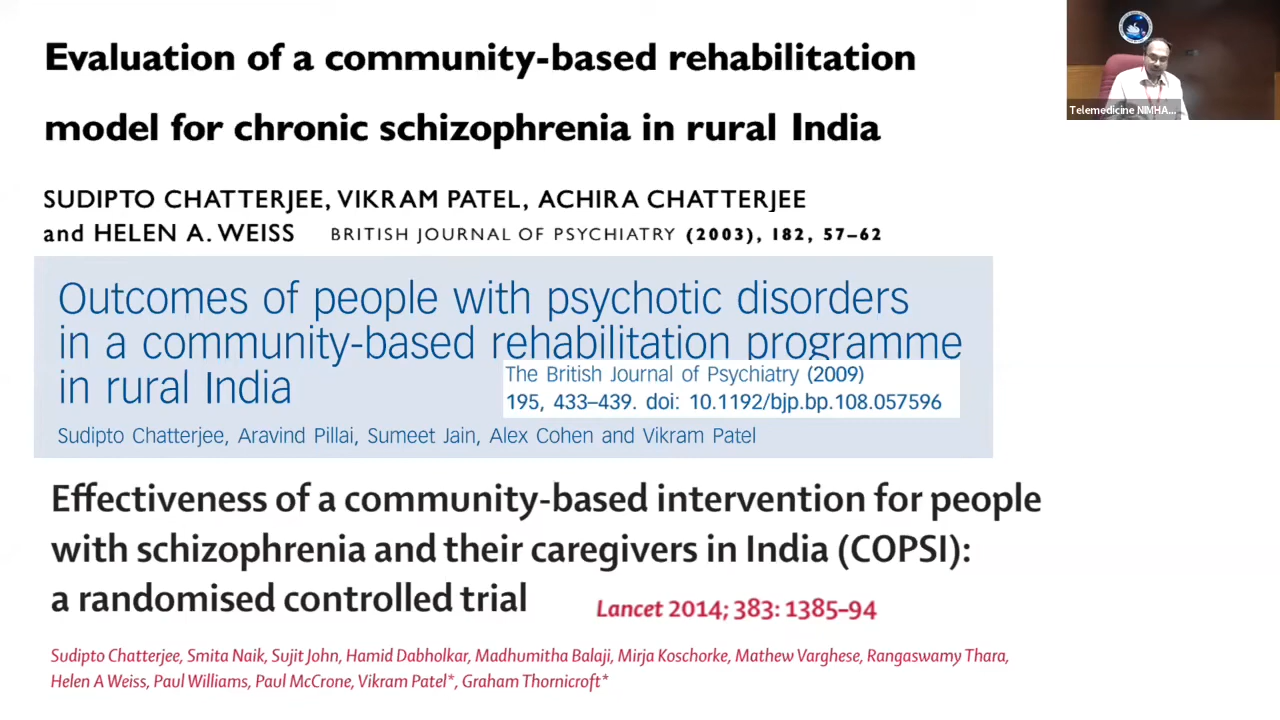 Evaluation of a community-based rehabilitation
model for chronic schizophrenia in rural India
SUDIPTO CHATTERJEE, VIKRAM PATEL, ACHIRA CHATTERJEE
and HELEN A. WEISS BRITISH JOURNAL OF PSYCHIATRY (2003), 182, 57–62
Outcomes of people with psychotic disorders
in a community-based rehabilitation programme
in rural India
The British Journal of Psychiatry (2009)
195, 433–439. doi: 10.1192/bjp.bp.108.057596
Sudipto Chatterjee, Aravind Pillai, Sumeet Jain, Alex Cohen and Vikram Patel
Effectiveness of a community-based intervention for people
with schizophrenia and their caregivers in India (COPSI):
a randomised controlled trial
Lancet 2014; 383: 1385–94
Sudipto Chatterjee, Smita Naik, Sujit John, Hamid Dabholkar, Madhumitha Balaji, Mirja Koschorke, Mathew Varghese, Rangaswamy Thara,
Helen A Weiss, Paul Williams, Paul McCrone, Vikram Patel*, Graham Thornicroft*
Telemedicine NIMHA...